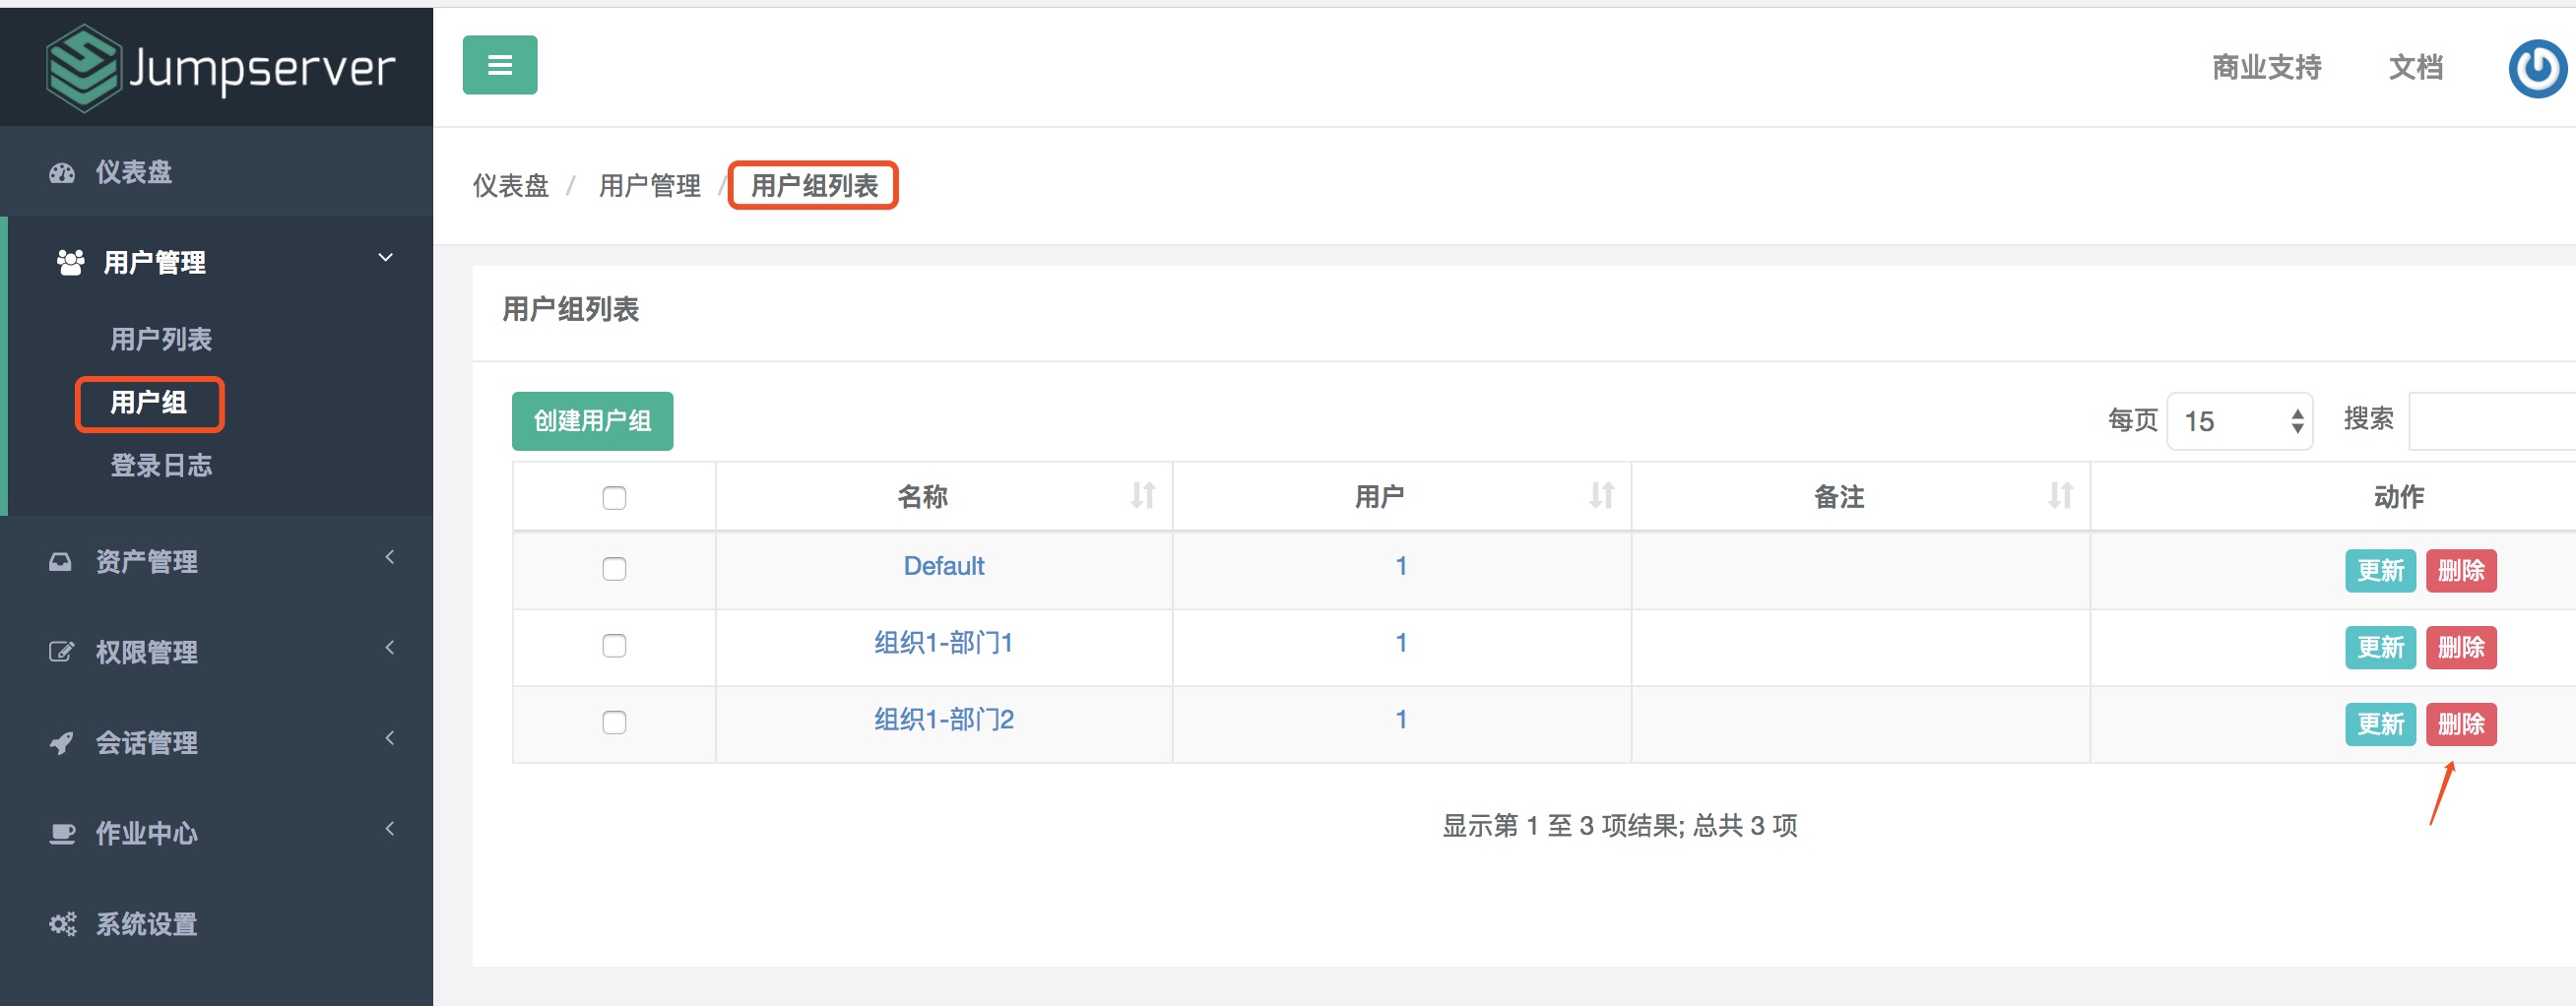 Jumpserver
商业支持 文档
仪表盘
用户管理
用户列表
用户组
登录日志
资产管理
权限管理
会话管理
作业中心
系统设置
仪表盘 / 用户管理 / 用户组列表
用户组列表
创建用户组
每页 15 搜索
名称 用户 备注 动作
Default 1 更新 删除
组织1-部门1 1 更新 删除
组织1-部门2 1 更新 删除
显示第 1 至 3 项结果; 总共 3 项